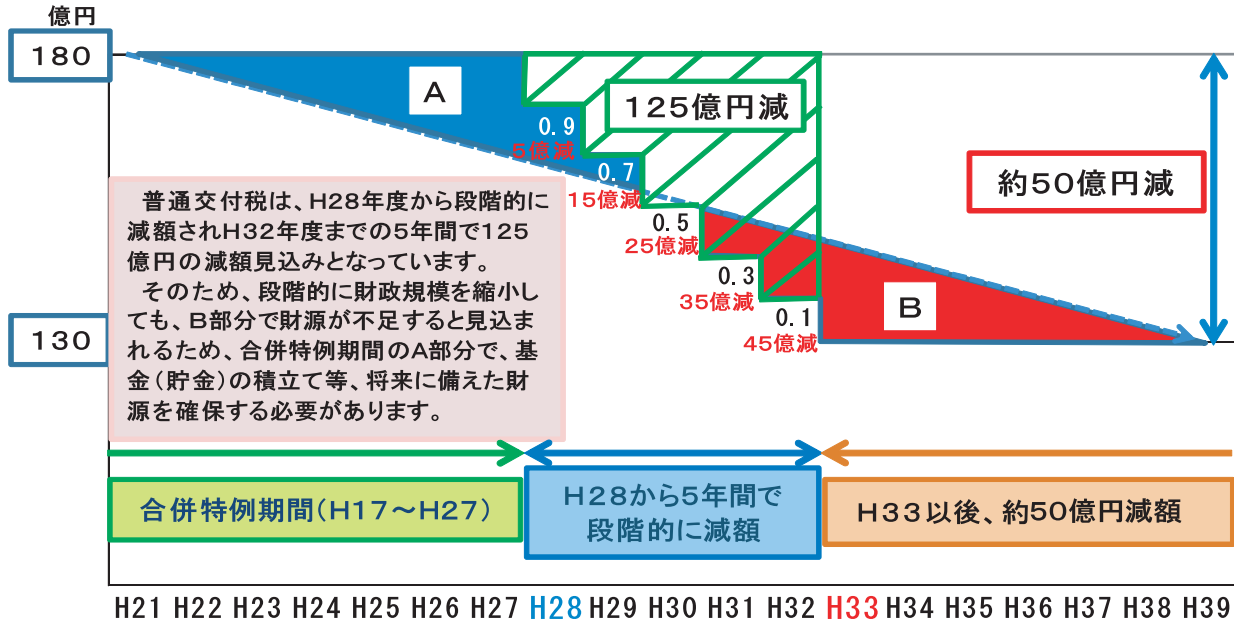 億円
180
130
A
125億円減
0.9
5億減
0.7
15億減
0.5
25億減
0.3
35億減
0.1
45億減
B
約50億円減
普通交付税は、H28年度から段階的に
減額されH32年度までの5年間で125
億円の減額見込みとなっています。
そのため、段階的に財政規模を縮小し
ても、B部分で財源が不足すると見込ま
れるため、合併特例期間のA部分で、基
金(貯金)の積立て等、将来に備えた財
源を確保する必要があります。
合併特例期間(H17～H27)
H28から5年間で
段階的に減額
H33以後、約50億円減額
H21 H22 H23 H24 H25 H26 H27 H28 H29 H30 H31 H32 H33 H34 H35 H36 H37 H38 H39